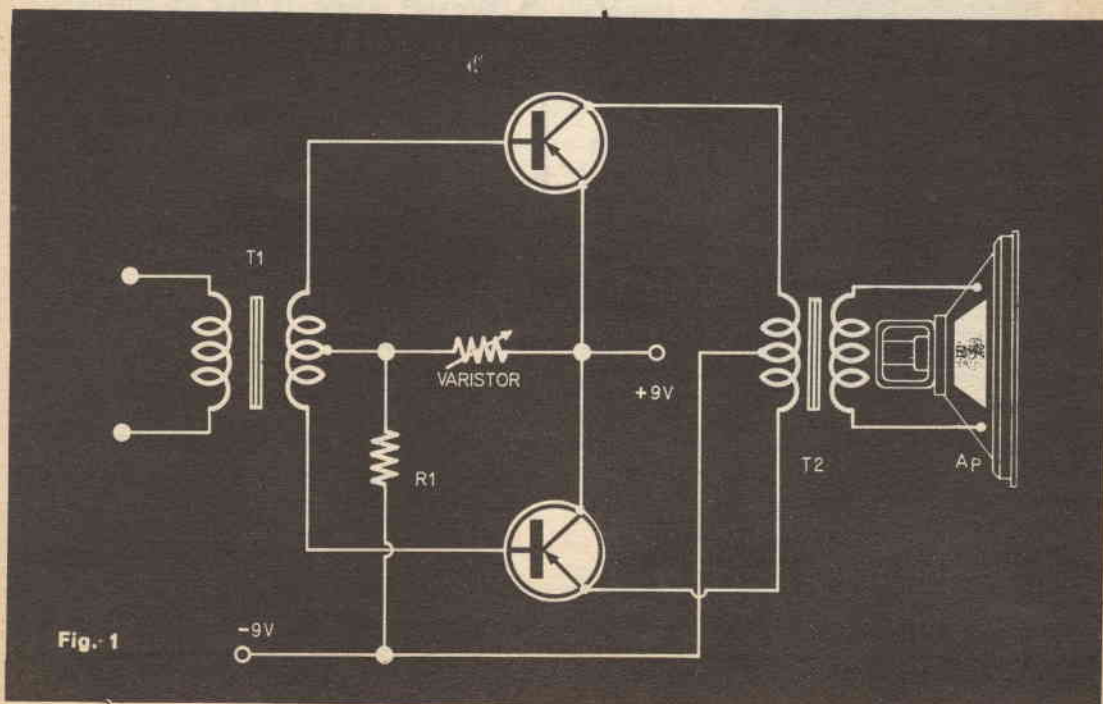 T1
VARISTOR
+9V
R1
T2
AP
-9V
Fig. 1